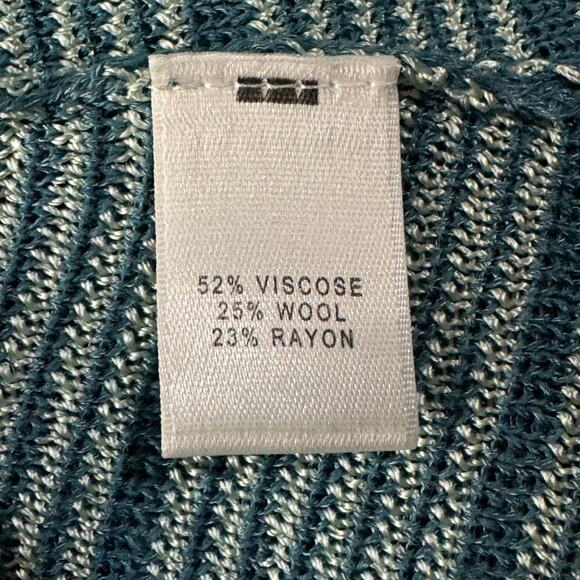 52% VISCOSE
25% WOOL
23% RAYON